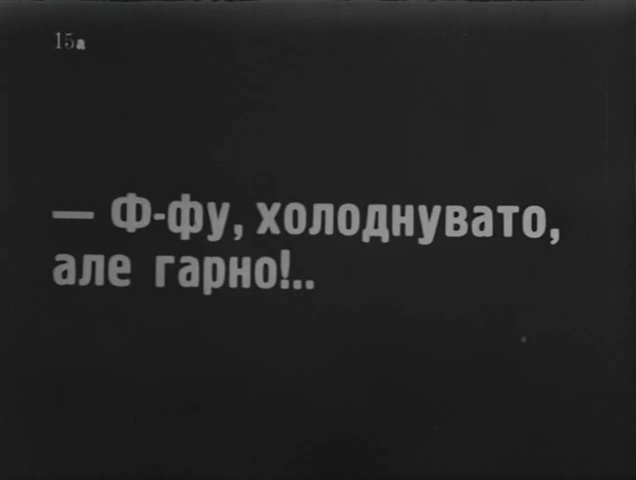 15а
— Ф-фу, холоднувато,
але гарно!..